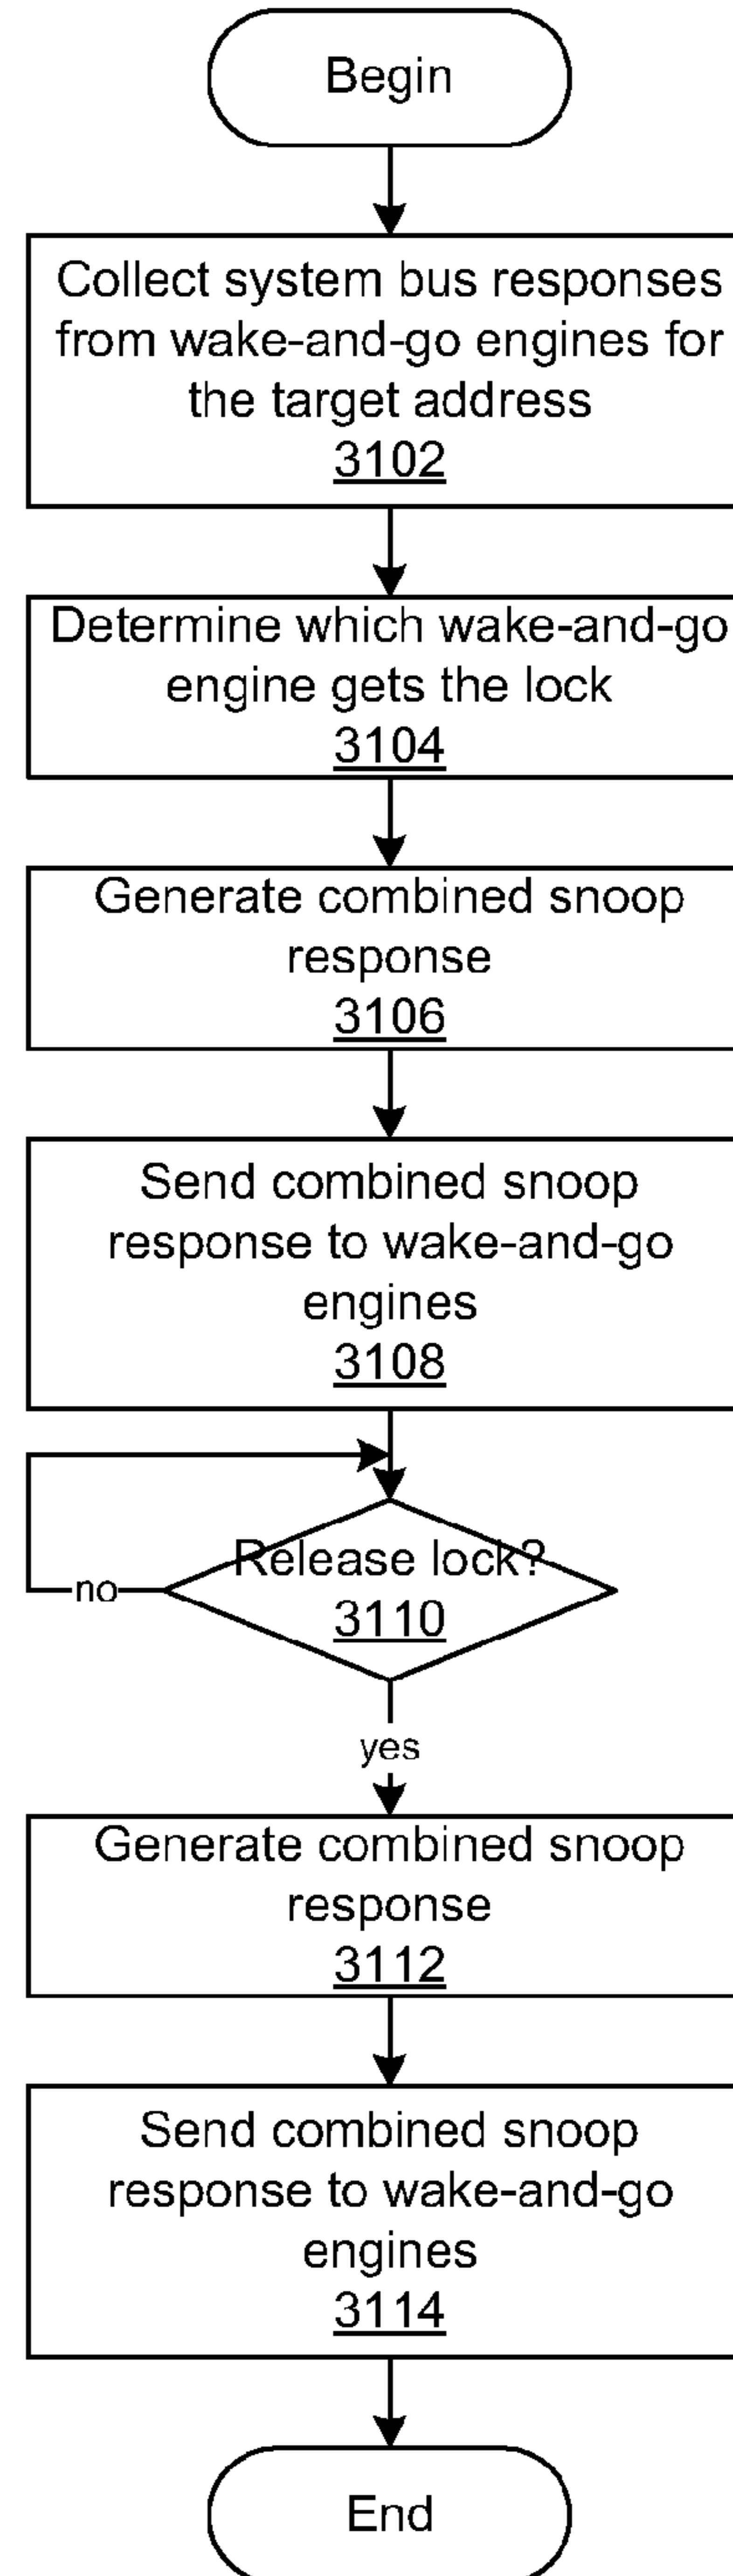 Begin
Collect system bus responses
from wake-and-go engines for
the target address
3102
Determine which wake-and-go
engine gets the lock
3104
Generate combined snoop
response
3106
Send combined snoop
response to wake-and-go
engines
3108
Release lock?
3110
no
yes
Generate combined snoop
response
3112
Send combined snoop
response to wake-and-go
engines
3114
End